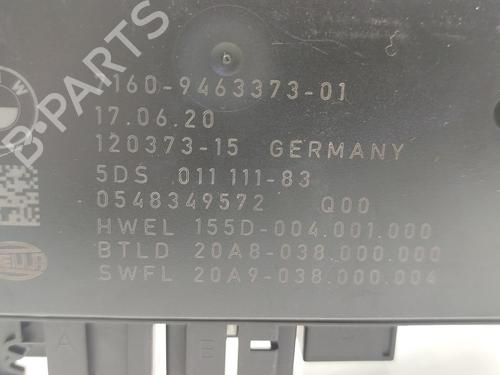 160-9463373-01
17.06.20
120373-15 GERMANY
5DS 011 111-83
0548349572 Q00
HWEL 155D-004.001.000
BTLD 20A8-038.000.000
SWFL 20A9-038.000.004
A
B-PARTS